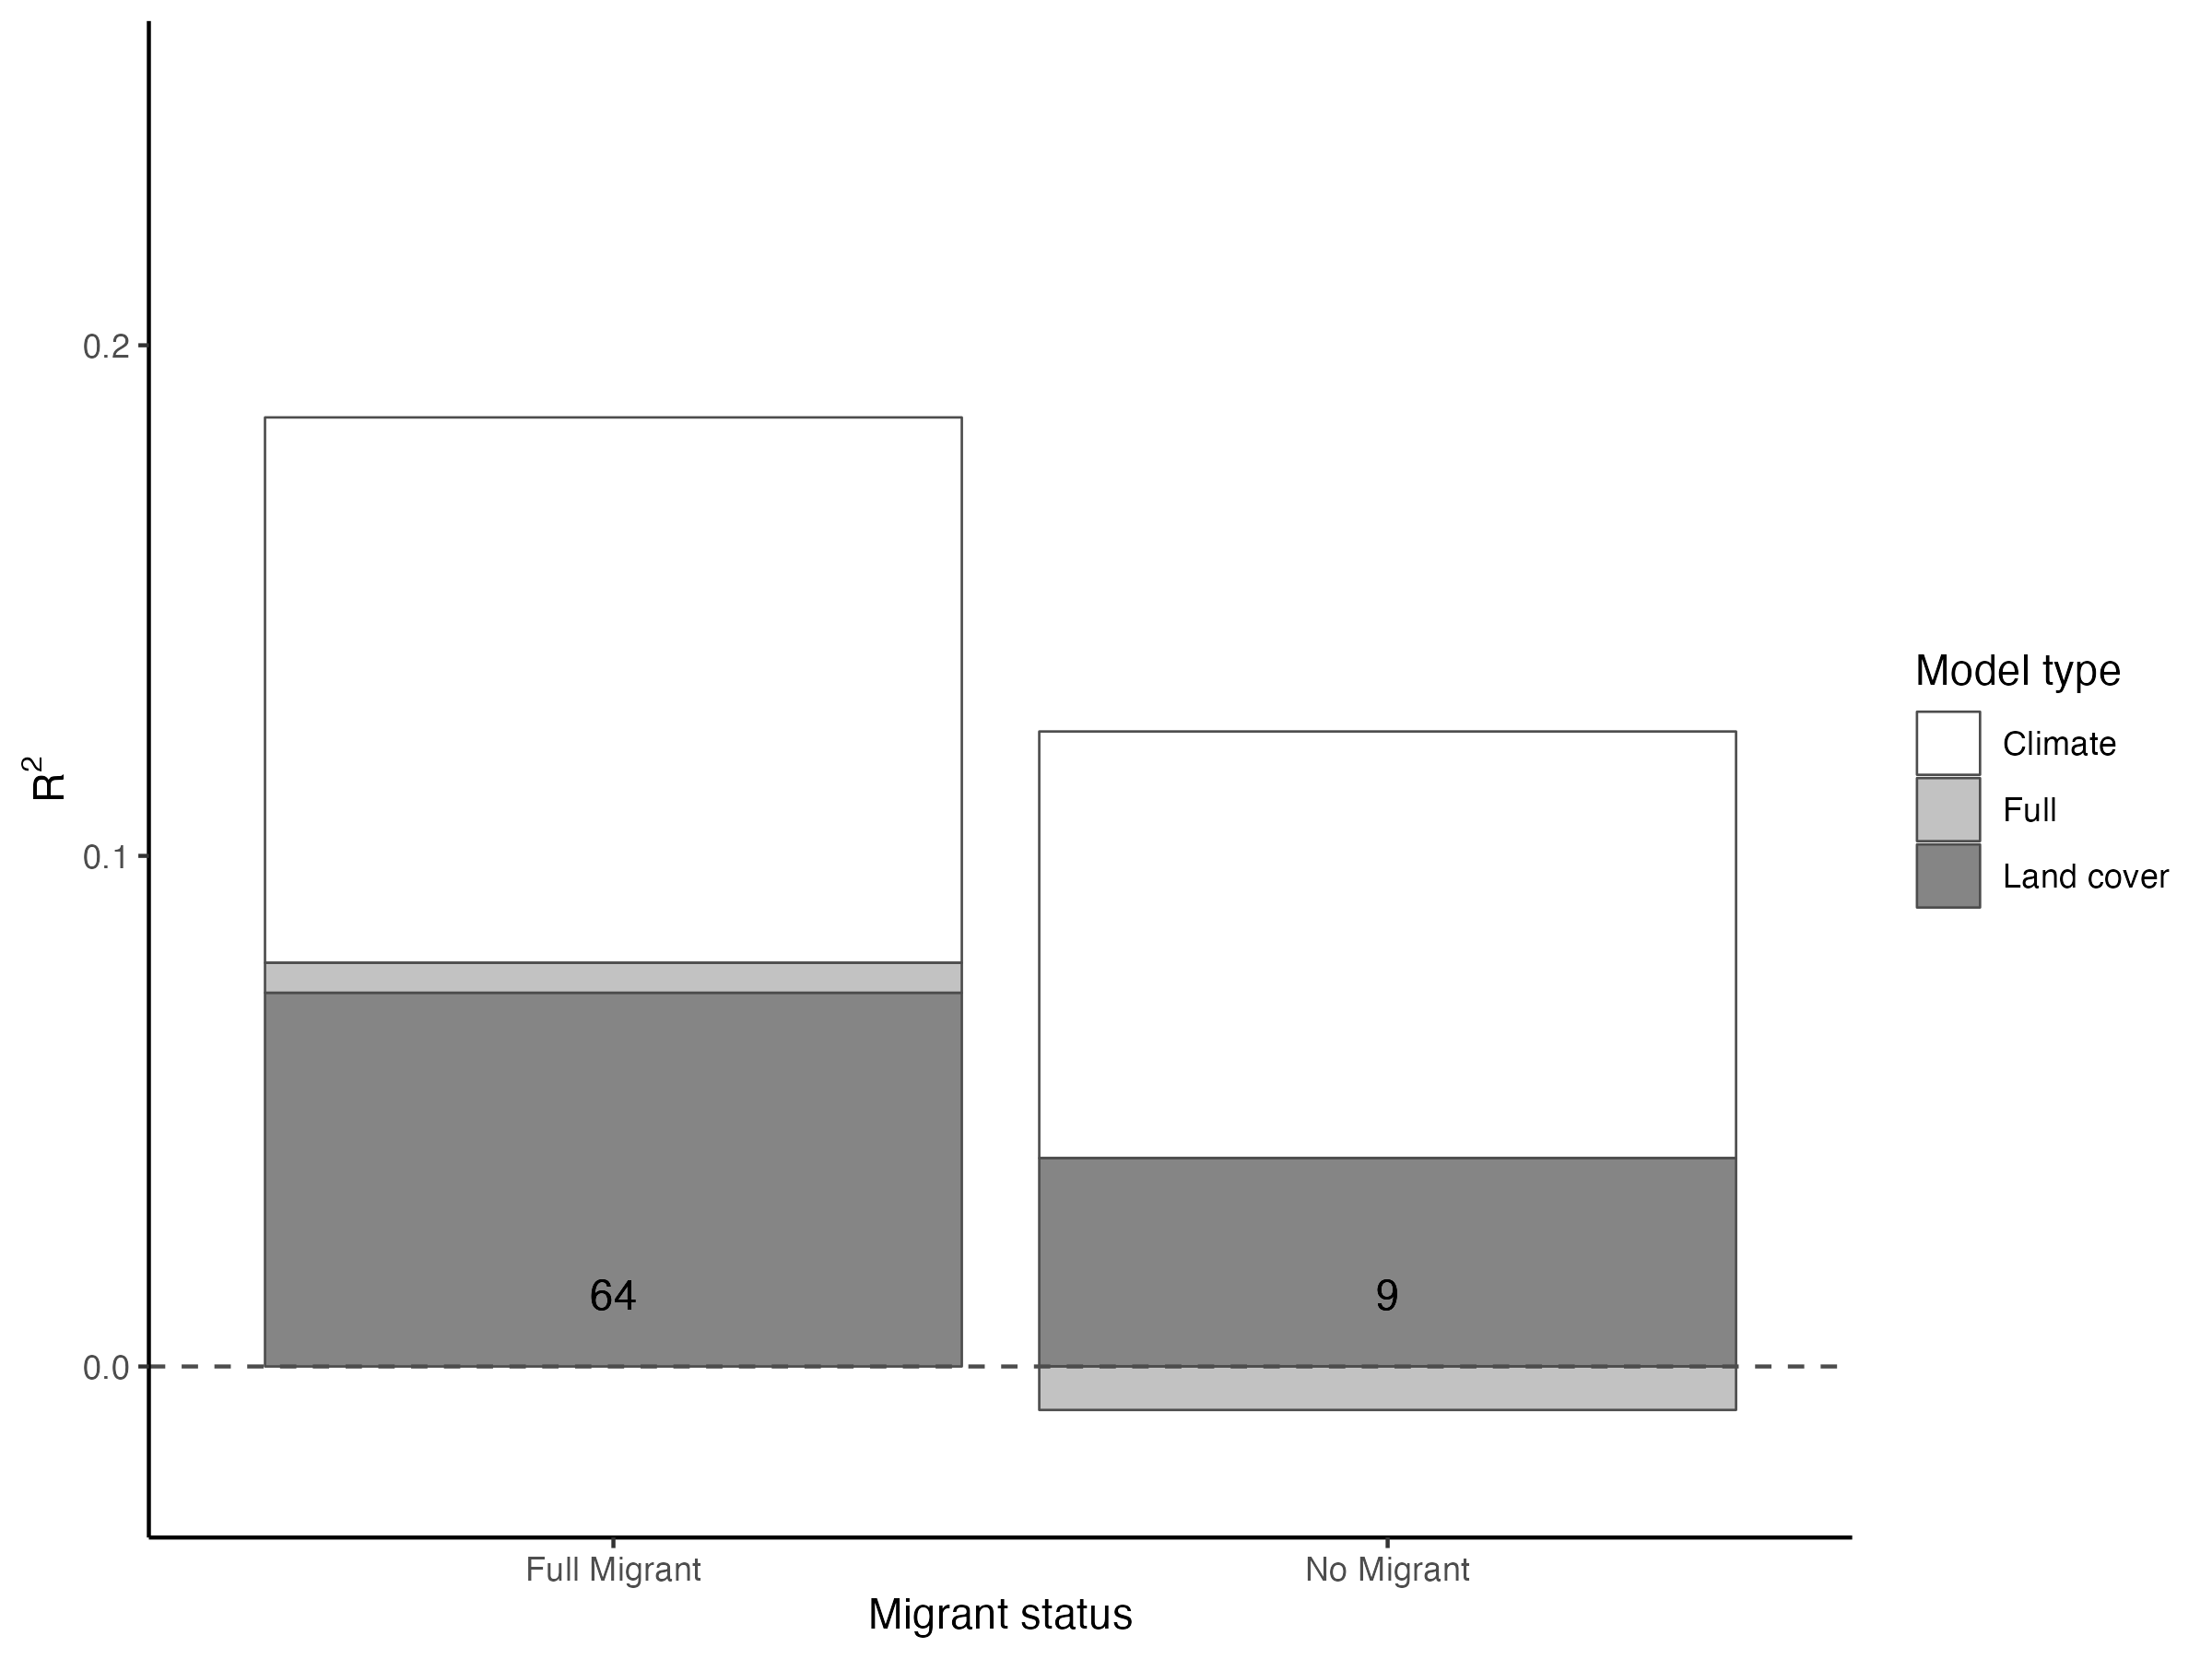 R²
0.2
0.1
0.0
64
9
Full Migrant
No Migrant
Migrant status
Model type
Climate
Full
Land cover